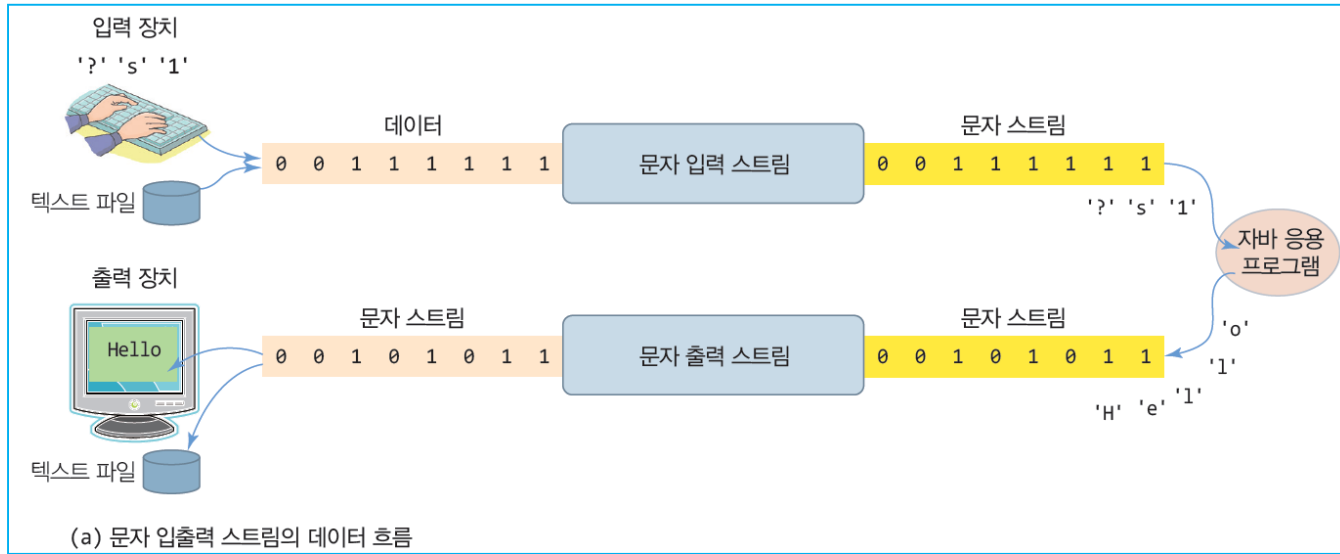 입력 장치
'?' 's' '1'
데이터
문자 스트림
0 0 1 1 1 1 1 1
문자 입력 스트림
0 0 1 1 1 1 1 1
텍스트 파일
'?' 's' '1'
자바 응용
프로그램
출력 장치
Hello
문자 스트림
문자 스트림
0 0 1 0 1 0 1 1
문자 출력 스트림
0 0 1 0 1 0 1 1
'o'
'l'
'H' 'e' 'l'
텍스트 파일
(a) 문자 입출력 스트림의 데이터 흐름